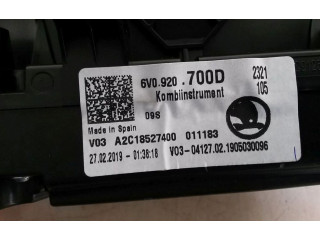 6V0.920.700D
2321
Kombiinstrument
105
09S
Made in Spain
V03 A2C18527400 011183
27.02.2019 - 01:38:18 V03-04127.02.1905030096